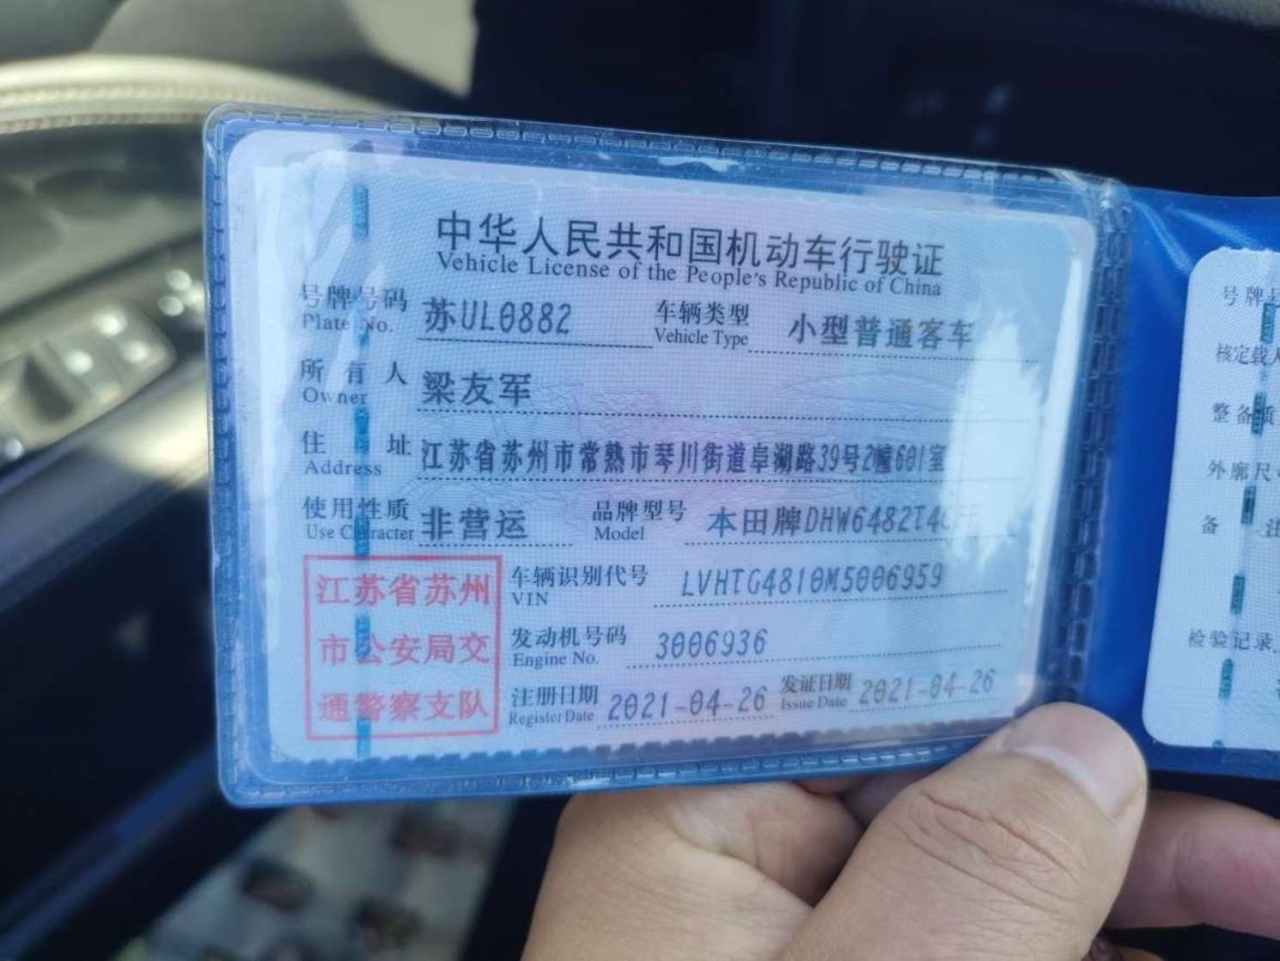 中华人民共和国机动车行驶证
Vehicle License of the People's Republic of China
号牌号码 苏UL0882 车辆类型 小型普通客车
Plate No. Vehicle Type
所有人 梁友军
Owner
住址 江苏省苏州市常熟市琴川街道阜湖路39号2幢601室
Address
使用性质 非营运 品牌型号 本田牌DHW6482T4
Use Character Model
江苏省苏州
市公安局交
通警察支队
车辆识别代号 LVHTG4810M5006959
VIN
发动机号码 3006936
Engine No.
注册日期 2021-04-26 发证日期 2021-04-26
Register Date Issue Date
号牌
核定载人
整备质
外廓尺
备 注
检验记录